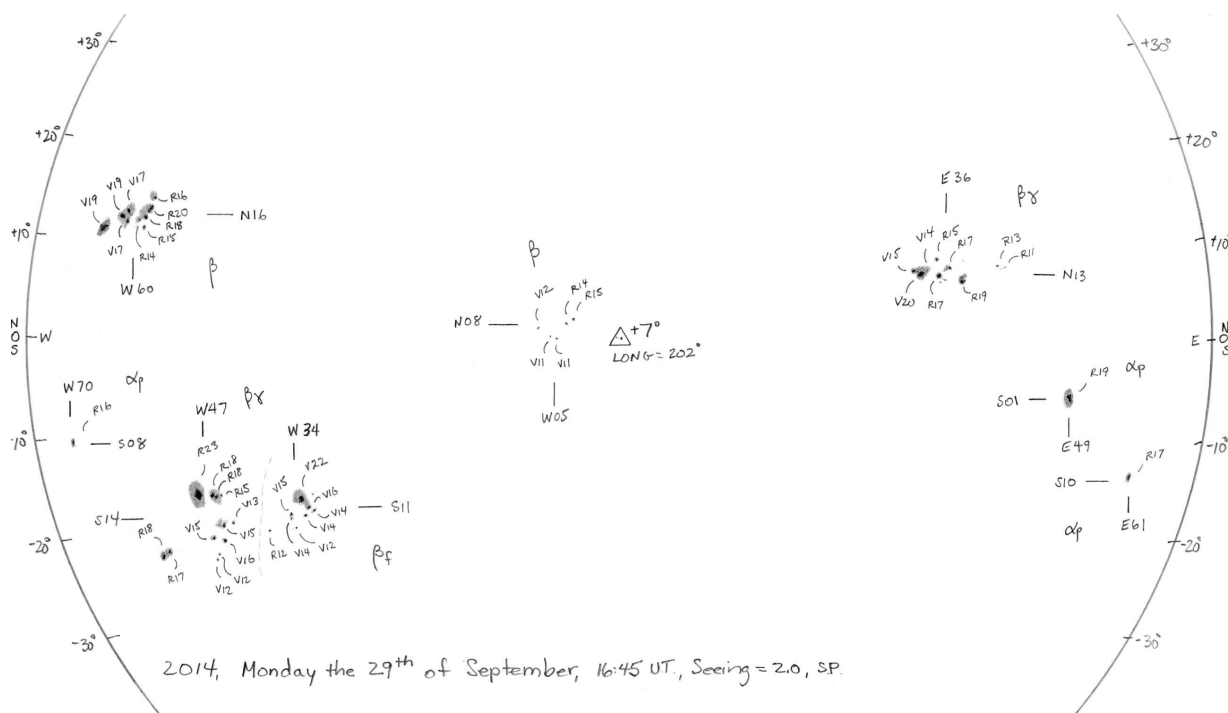 +30°
+30°
+20°
+20°
V19
V19
V17
R16
R20
R18
R15
V17
R14
N16
W60
β
+10°
E36
βγ
V15
V14
R15
R17
R13
R11
V20
R17
R19
N13
+10°
β
V12
R14
R15
N08
V11
V11
W05
+7°
LONG = 202°
N
O
S
W
E
N
O
S
W70
αp
R16
S08
-10°
W47
βγ
R23
R18
R18
R15
V13
V15
V15
V16
V12
V12
S14
R18
R17
W34
V22
V15
V16
V14
V14
R12
V14
V12
S11
βf
R19
αp
S01
E49
-10°
R17
S10
E61
αp
-20°
-20°
-30°
-30°
2014, Monday the 29th of September, 16:45 UT., Seeing = 2.0, S.P.